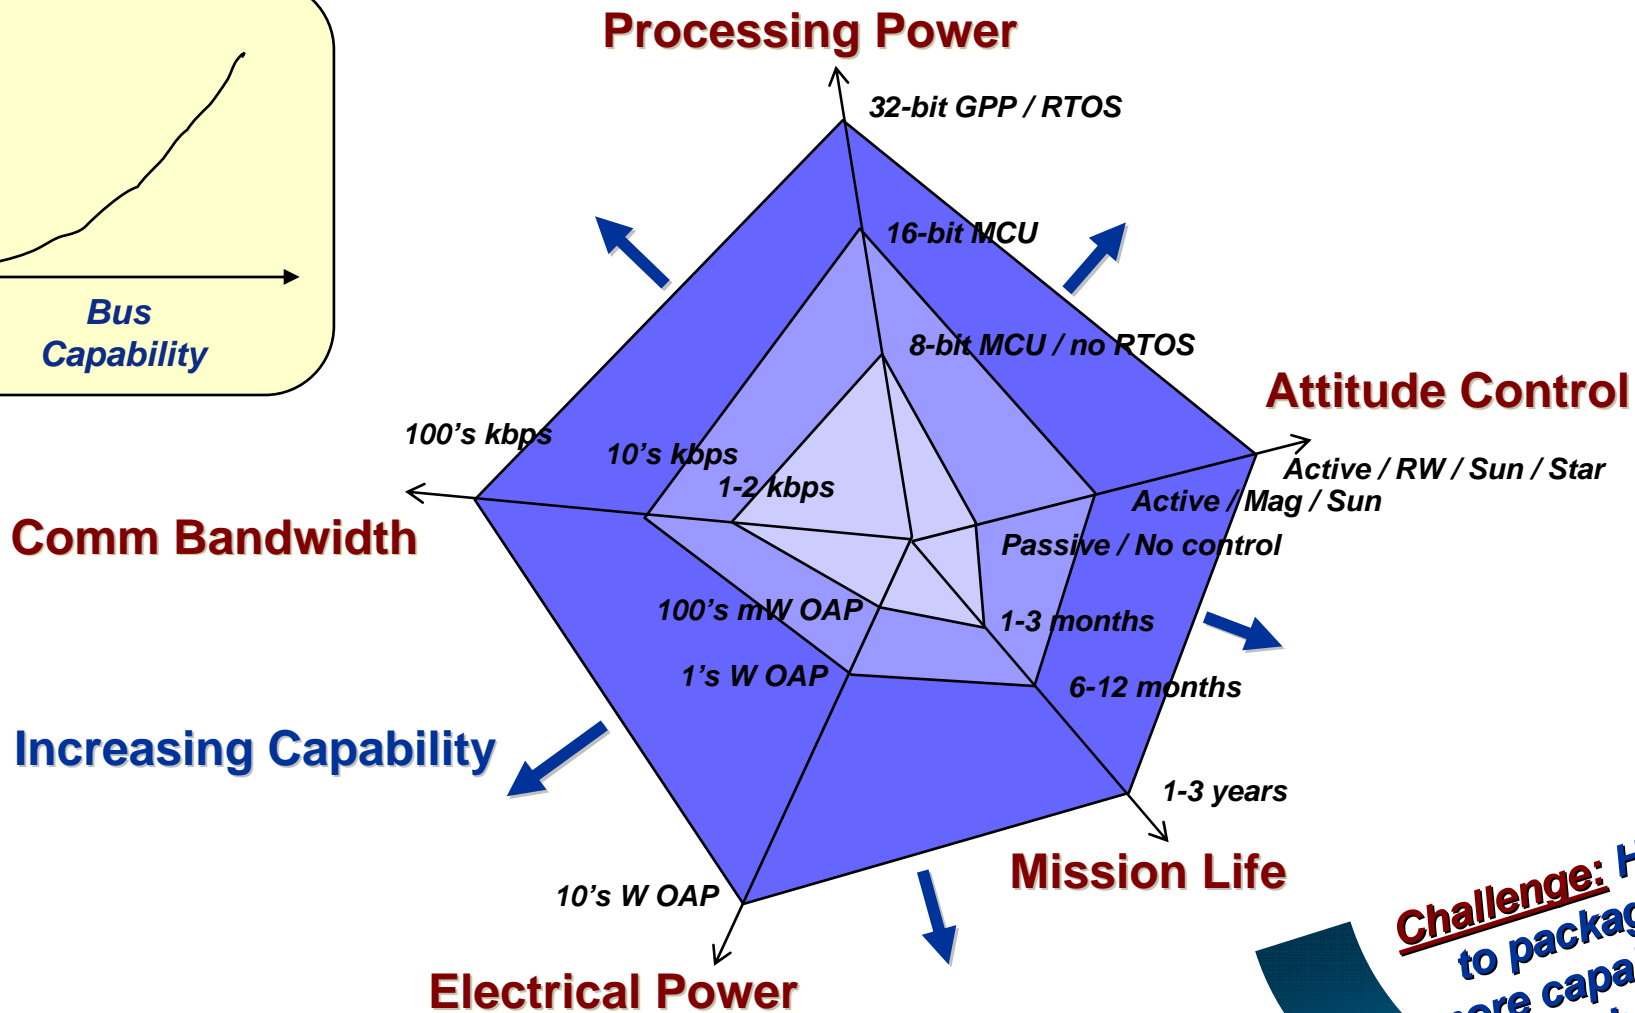 Processing Power
32-bit GPP / RTOS
16-bit MCU
Bus
Capability
8-bit MCU / no RTOS
Attitude Control
100's kbps
10's kbps
Active / RW / Sun / Star
1-2 kbps
Active / Mag / Sun
Comm Bandwidth
Passive / No control
100's mW OAP
1-3 months
1's W OAP
6-12 months
Increasing Capability
1-3 years
Mission Life
10's W OAP
Electrical Power
Challenge:
to